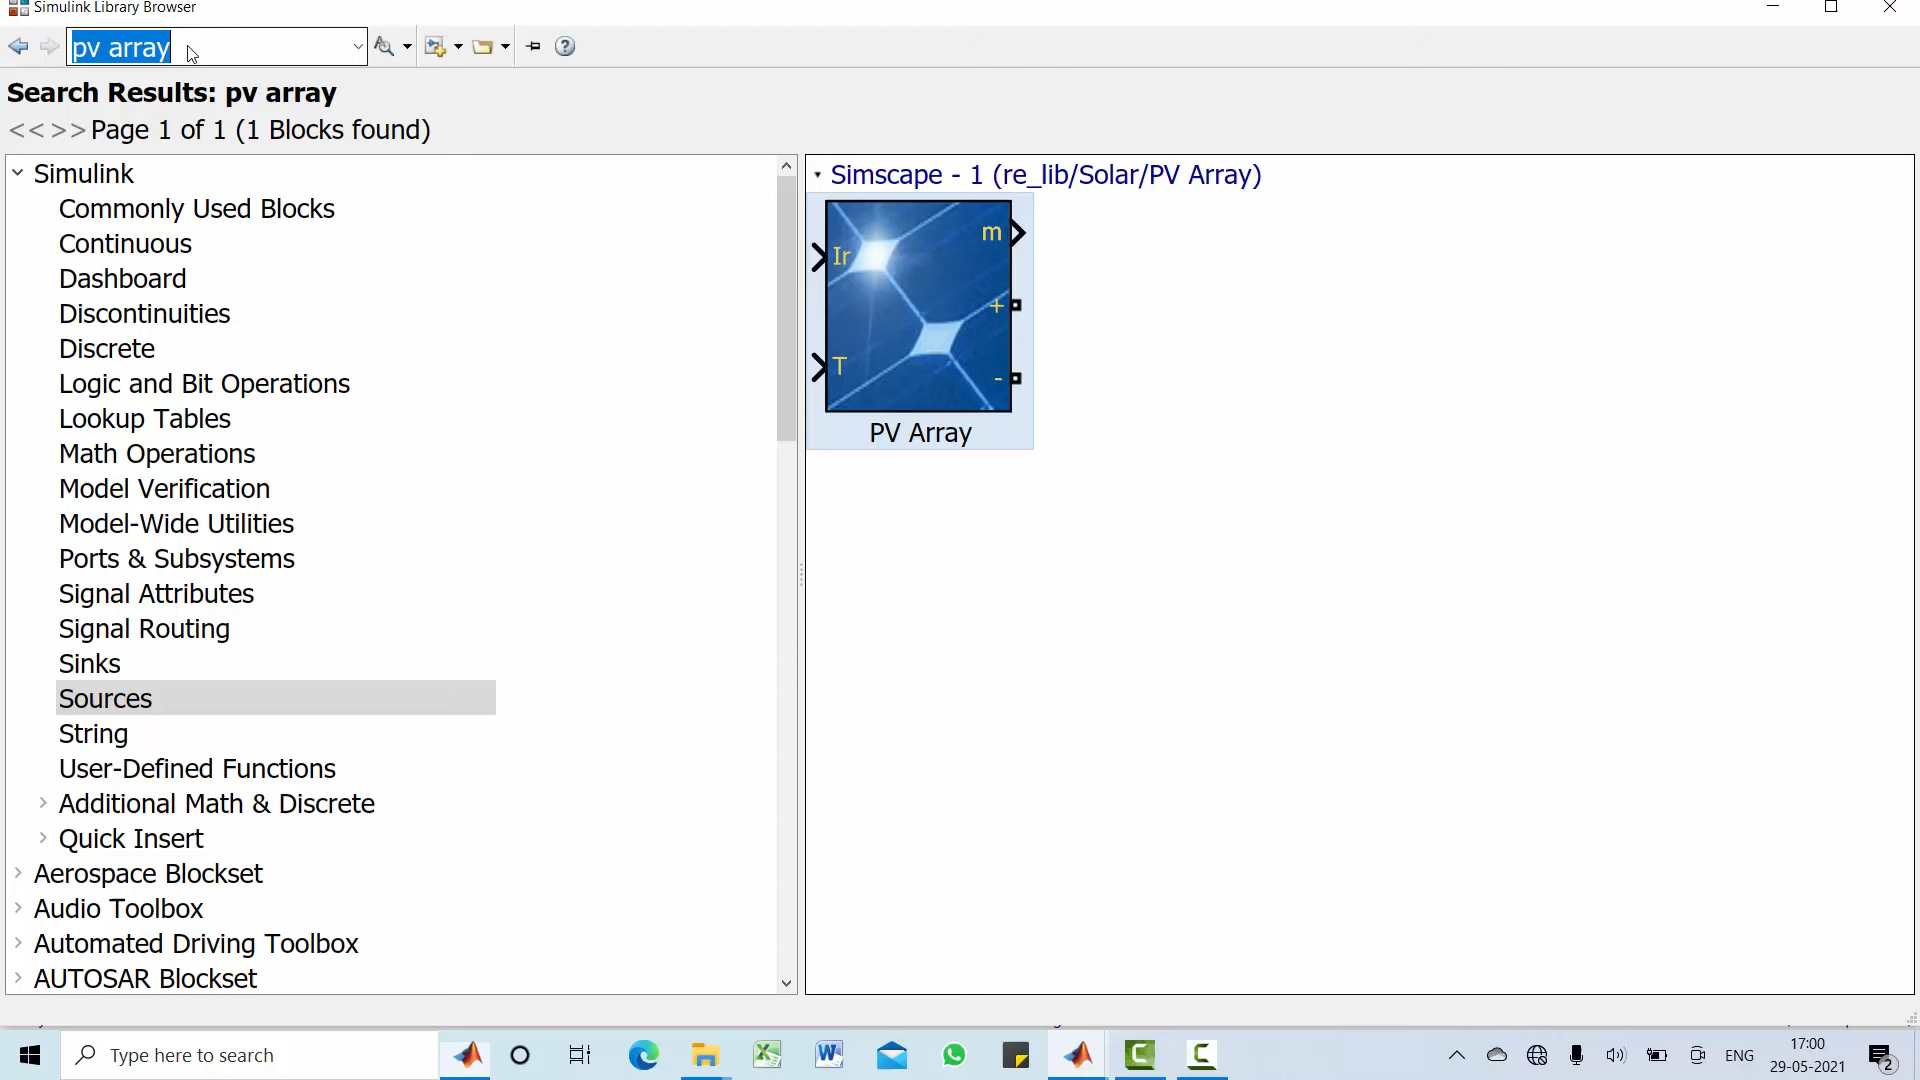 Simulink Library Browser
pv array
Search Results: pv array
<< >> Page 1 of 1 (1 Blocks found)
Simulink
Commonly Used Blocks
Continuous
Dashboard
Discontinuities
Discrete
Logic and Bit Operations
Lookup Tables
Math Operations
Model Verification
Model-Wide Utilities
Ports & Subsystems
Signal Attributes
Signal Routing
Sinks
Sources
String
User-Defined Functions
Additional Math & Discrete
Quick Insert
Aerospace Blockset
Audio Toolbox
Automated Driving Toolbox
AUTOSAR Blockset
Simscape - 1 (re_lib/Solar/PV Array)
m
Ir
+
T
-
PV Array
Type here to search
ENG
17:00
29-05-2021
2